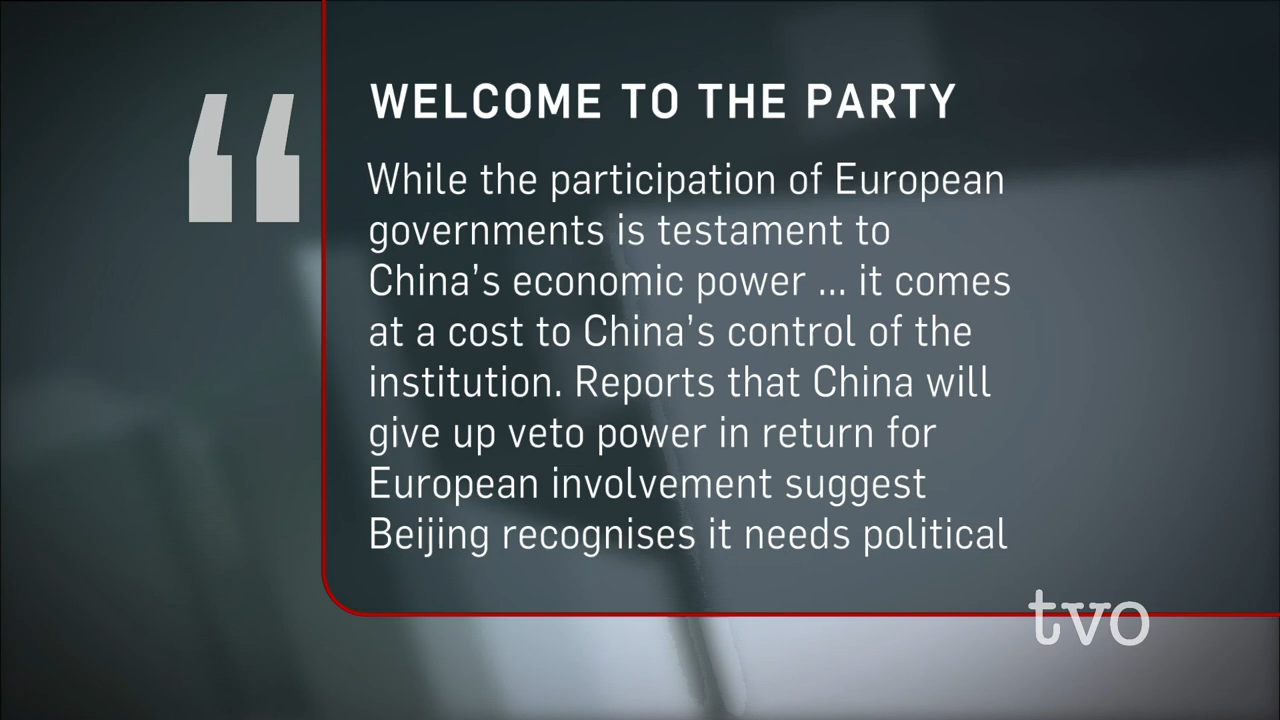 “
WELCOME TO THE PARTY
While the participation of European
governments is testament to
China’s economic power ... it comes
at a cost to China’s control of the
institution. Reports that China will
give up veto power in return for
European involvement suggest
Beijing recognises it needs political
tvo